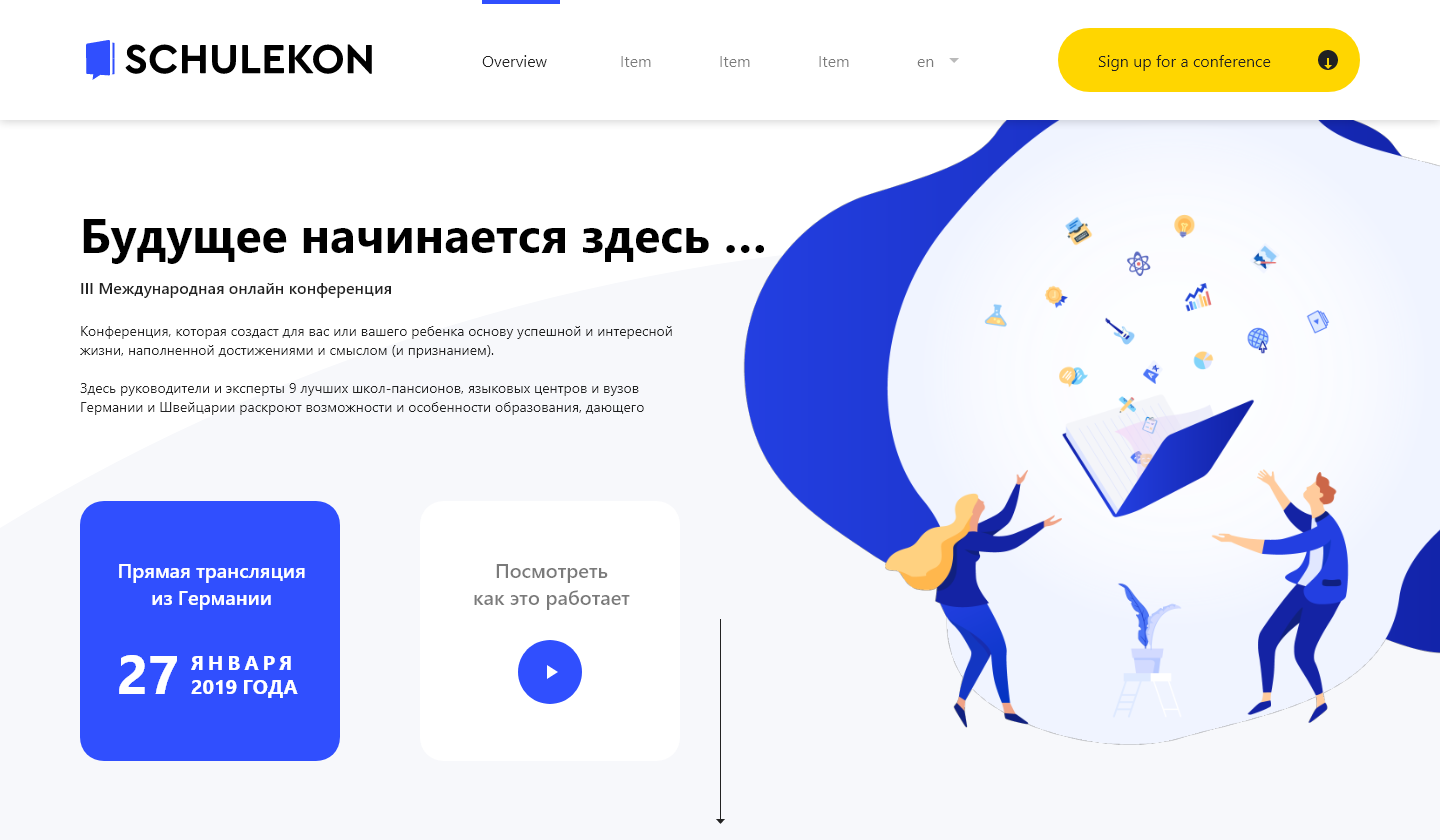 SCHULEKON
Overview
Item
Item
Item
en
Sign up for a conference
Будущее начинается здесь ...
III Международная онлайн конференция
Конференция, которая создаст для вас или вашего ребенка основу успешной и интересной
жизни, наполненной достижениями и смыслом (и признанием).
Здесь руководители и эксперты 9 лучших школ-пансионов, языковых центров и вузов
Германии и Швейцарии раскроют возможности и особенности образования, дающего
Прямая трансляция
из Германии
27
ЯНВАРЯ
2019 ГОДА
Посмотреть
как это работает